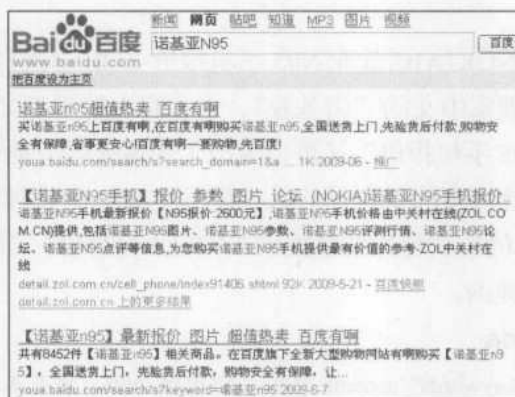 新闻 网页 贴吧 知道 MP3 图片 视频
Bai 百度 诺基亚N95 百度
www.baidu.com
把百度设为主页
诺基亚n95超值热卖 百度有啊
买诺基亚n95上百度有啊,在百度有啊购买诺基亚n95,全国送货上门,先验货后付款,购物安
全有保障,省事更安心!百度有啊—要购物,先百度!
youa.baidu.com/search/s?search_domain=1&a ... 1K 2009-06 - 推广
【诺基亚N95手机】报价 参数 图片 论坛 (NOKIA)诺基亚N95手机报价
诺基亚N95手机最新报价【N95报价:2600元】,诺基亚N95手机价格由中关村在线(ZOL.CO
M.CN)提供,包括诺基亚N95图片、诺基亚N95参数、诺基亚N95评测行情、诺基亚N95论
坛、诺基亚N95点评等信息,为您购买诺基亚N95手机提供最有价值的参考-ZOL中关村在
线
detail.zol.com.cn/cell_phone/index91406.shtml 92K 2009-5-21 - 百度快照
detail.zol.com.cn 上的更多结果
【诺基亚n95】最新报价 图片 超值热卖 百度有啊
共有8452件【诺基亚n95】相关商品。在百度旗下全新大型购物网站有啊购买【诺基亚n9
5】，全国送货上门，先验货后付款，购物安全有保障，让...
youa.baidu.com/search/s?keyword=诺基亚n95 2009-6-7